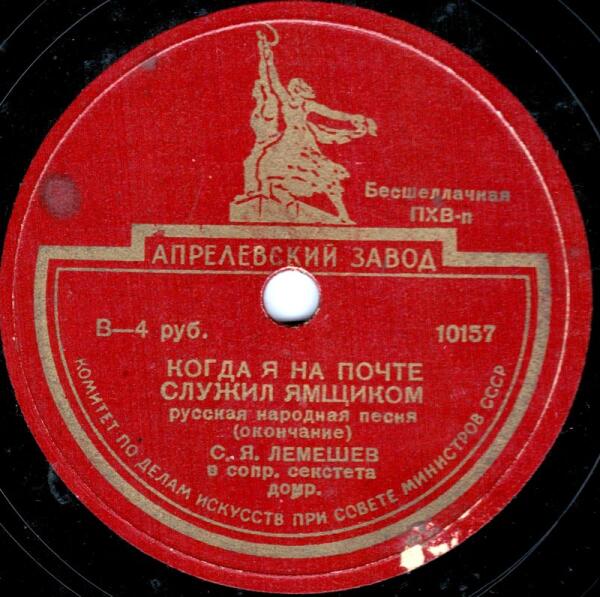 Бесшеллачная
ПХВ-п
АПРЕЛЕВСКИЙ ЗАВОД
В—4 руб. 10157
КОГДА Я НА ПОЧТЕ
СЛУЖИЛ ЯМЩИКОМ
русская народная песня
(окончание)
С. Я. ЛЕМЕШЕВ
в сопр. секстета
домр.
КОМИТЕТ ПО ДЕЛАМ ИСКУССТВ ПРИ СОВЕТЕ МИНИСТРОВ СССР